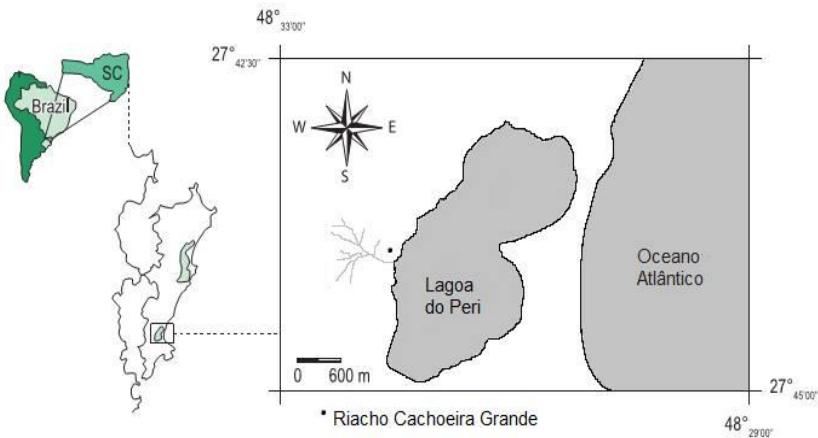 48° 33'00"
27° 42'30"
SC
Brazil
N
W E
S
Oceano
Atlântico
Lagoa
do Peri
0 600 m
27° 45'00"
• Riacho Cachoeira Grande
48° 29'00"